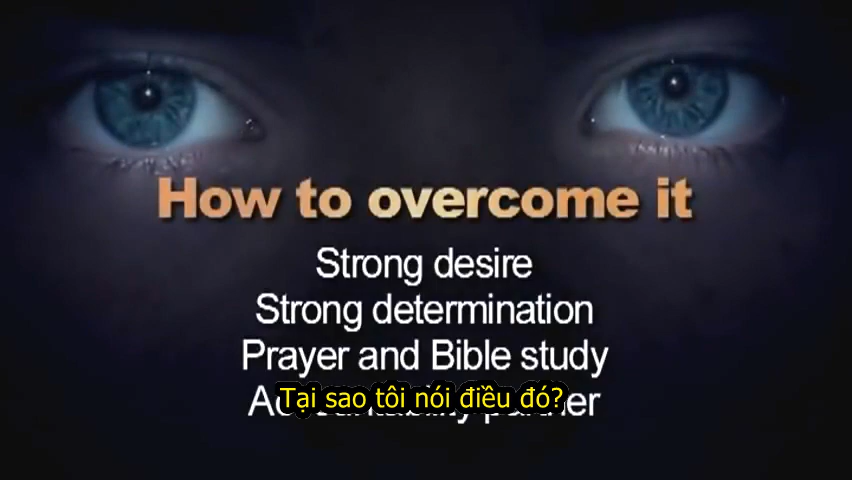 How to overcome it
Strong desire
Strong determination
Prayer and Bible study
Tại sao tôi nói điều đó?